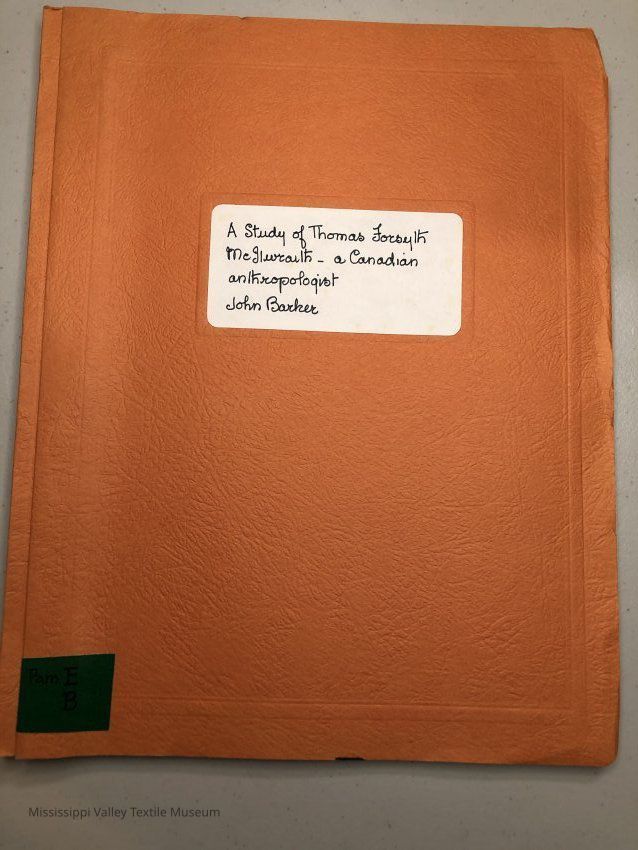 A Study of Thomas Forsyth
McIlwraith - a Canadian
anthropologist
John Barker
Pam E
B
Mississippi Valley Textile Museum